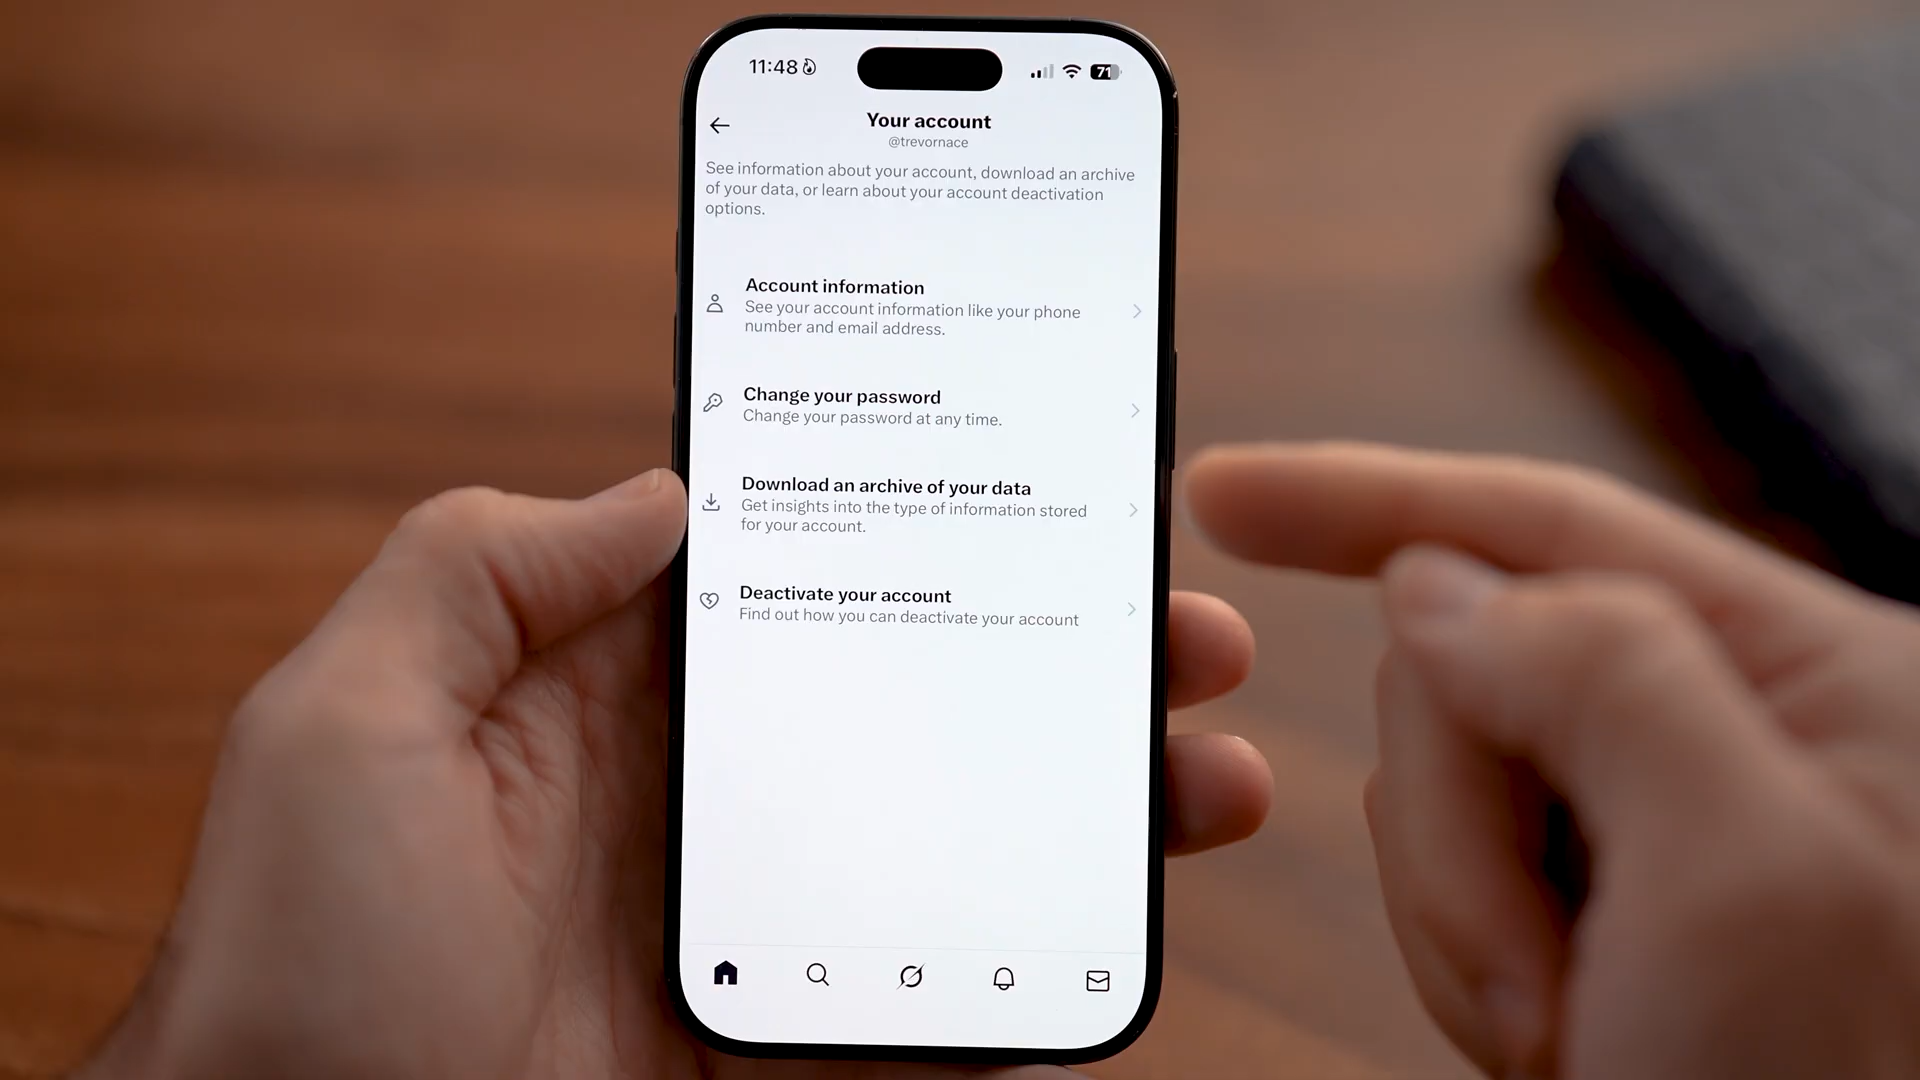 11:48
71
Your account
@trevornace
See information about your account, download an archive
of your data, or learn about your account deactivation
options.
Account information
See your account information like your phone
number and email address.
Change your password
Change your password at any time.
Download an archive of your data
Get insights into the type of information stored
for your account.
Deactivate your account
Find out how you can deactivate your account